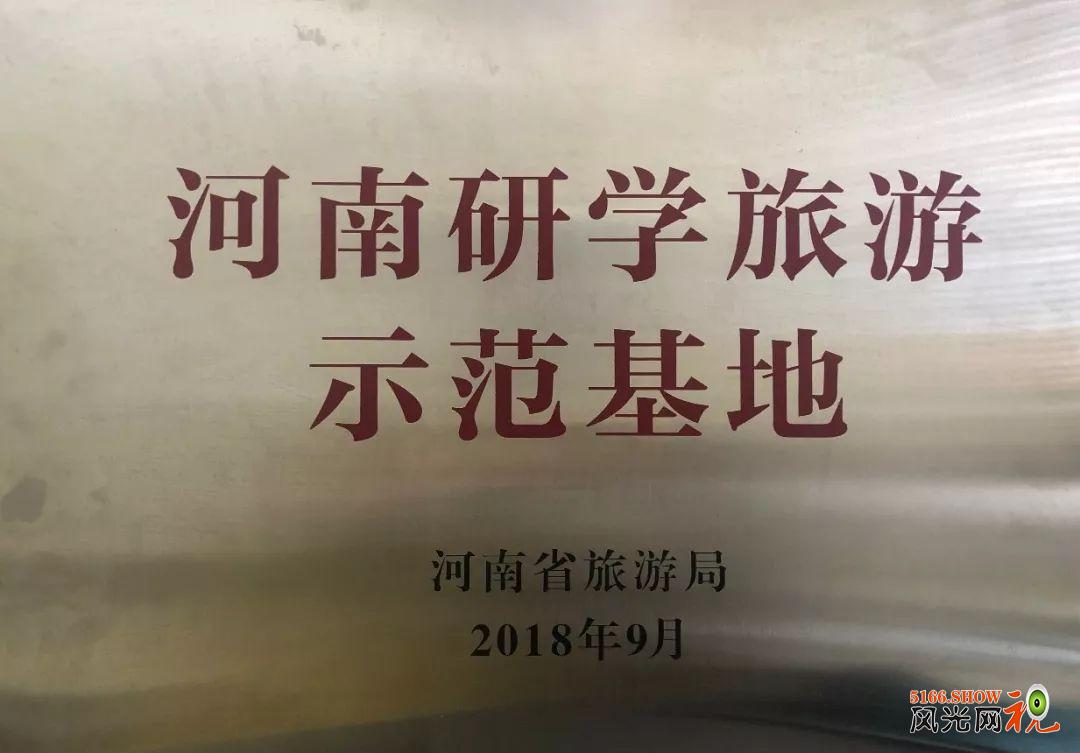 河南研学旅游
示范基地
河南省旅游局
2018年9月
5166.SHOW
风光网视